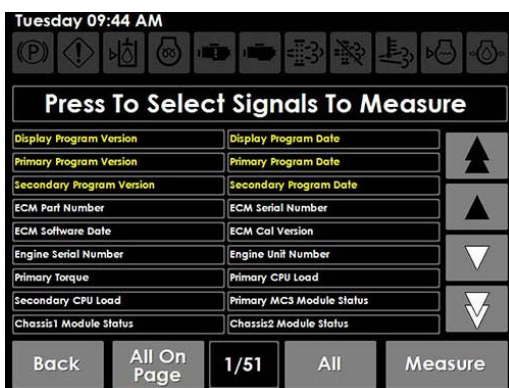 Tuesday 09:44 AM
Press To Select Signals To Measure
Display Program Version
Display Program Date
Primary Program Version
Primary Program Date
Secondary Program Version
Secondary Program Date
ECM Part Number
ECM Serial Number
ECM Software Date
ECM Cal Version
Engine Serial Number
Engine Unit Number
Primary Torque
Primary CPU Load
Secondary CPU Load
Primary MC3 Module Status
Chassis1 Module Status
Chassis2 Module Status
Back
All On
Page
1/51
All
Measure